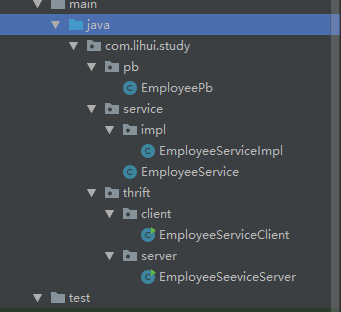 main
java
com.lihui.study
pb
EmployeePb
service
impl
EmployeeServiceImpl
EmployeeService
thrift
client
EmployeeServiceClient
server
EmployeeSeeviceServer
test